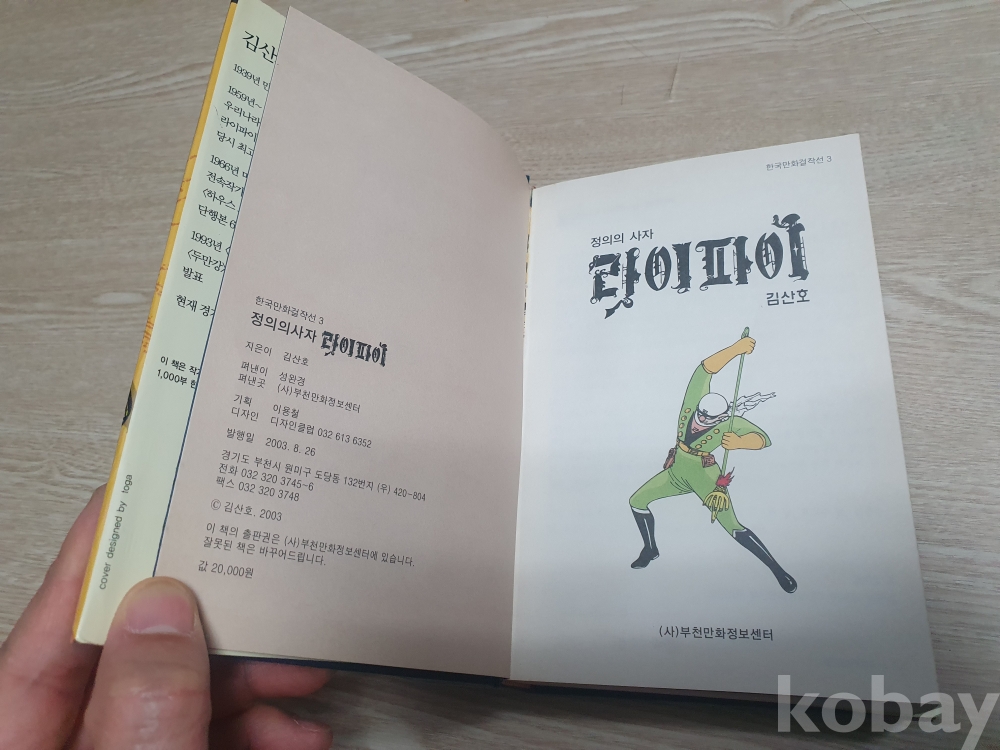 김산
1939년 만
1959년~
우리나라
라이파이
당시 최고
1966년 미
전속작가
<하우스
단행본 6
1993년 <
<두만강>
발표
현재 경기
이 책은 작가
1,000부 한
cover designed by loga
한국만화걸작선 3
정의의사자 라이파이
지은이 김산호
펴낸이 성완경
펴낸곳 (사)부천만화정보센터
기획 이용철
디자인 디자인클럽 032 613 6352
발행일 2003. 8. 26
경기도 부천시 원미구 도당동 132번지 (우) 420-804
전화 032 320 3745~6
팩스 032 320 3748
© 김산호, 2003
이 책의 출판권은 (사)부천만화정보센터에 있습니다.
잘못된 책은 바꾸어드립니다.
값 20,000원
한국만화걸작선 3
정의의 사자
라이파이
김산호
(사)부천만화정보센터
kobay